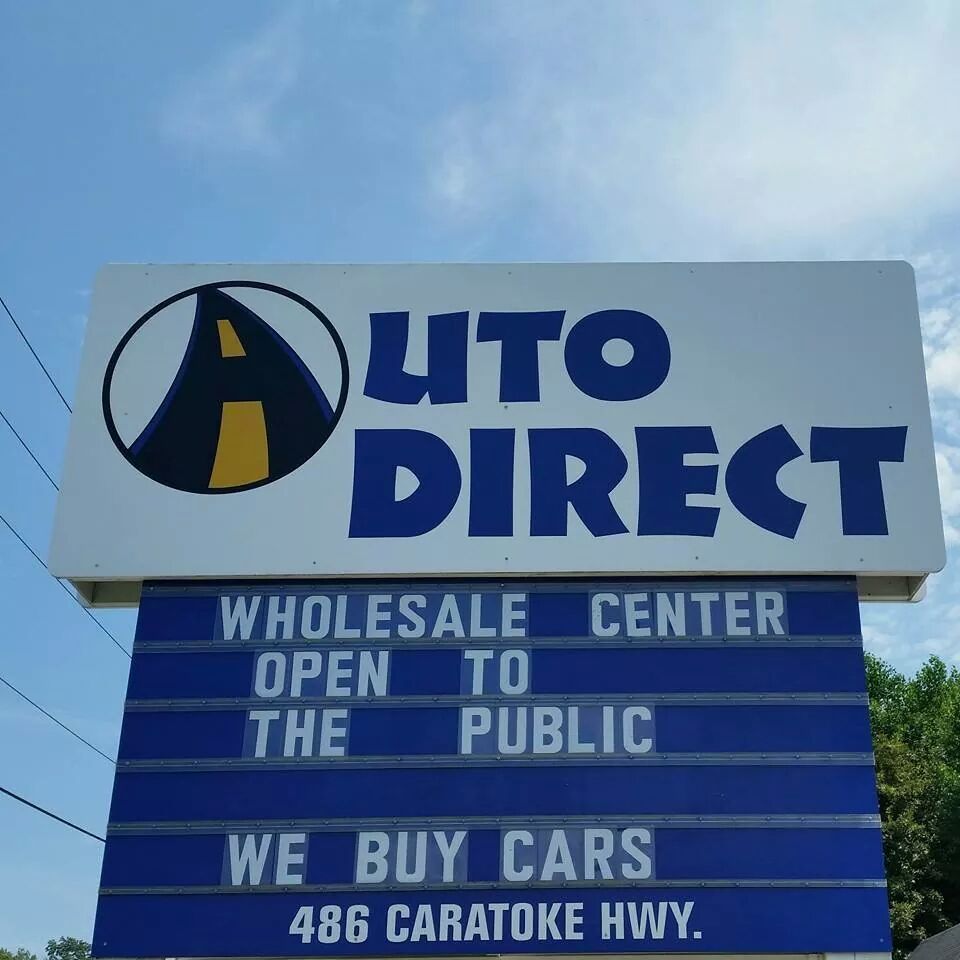 AUTO
DIRECT
WHOLESALE CENTER
OPEN TO
THE PUBLIC
WE BUY CARS
486 CARATOKE HWY.